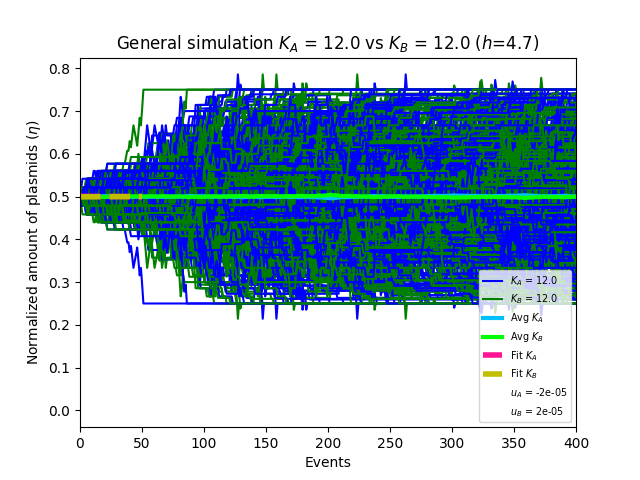 General simulation K_A = 12.0 vs K_B = 12.0 (h=4.7)
Normalized amount of plasmids (η)
0.8
0.7
0.6
0.5
0.4
0.3
0.2
0.1
0.0
K_A = 12.0
K_B = 12.0
Avg K_A
Avg K_B
Fit K_A
Fit K_B
u_A = -2e-05
u_B = 2e-05
0 50 100 150 200 250 300 350 400
Events